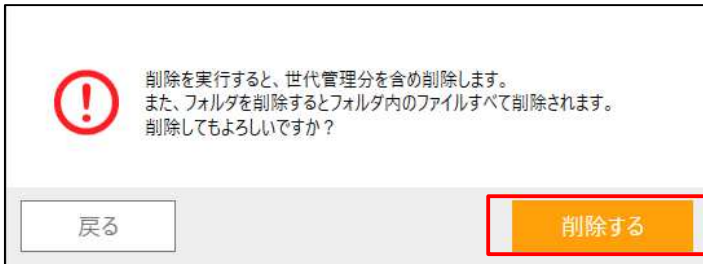 削除を実行すると、世代管理分を含め削除します。
また、フォルダを削除するとフォルダ内のファイルすべて削除されます。
削除してもよろしいですか？
戻る
削除する